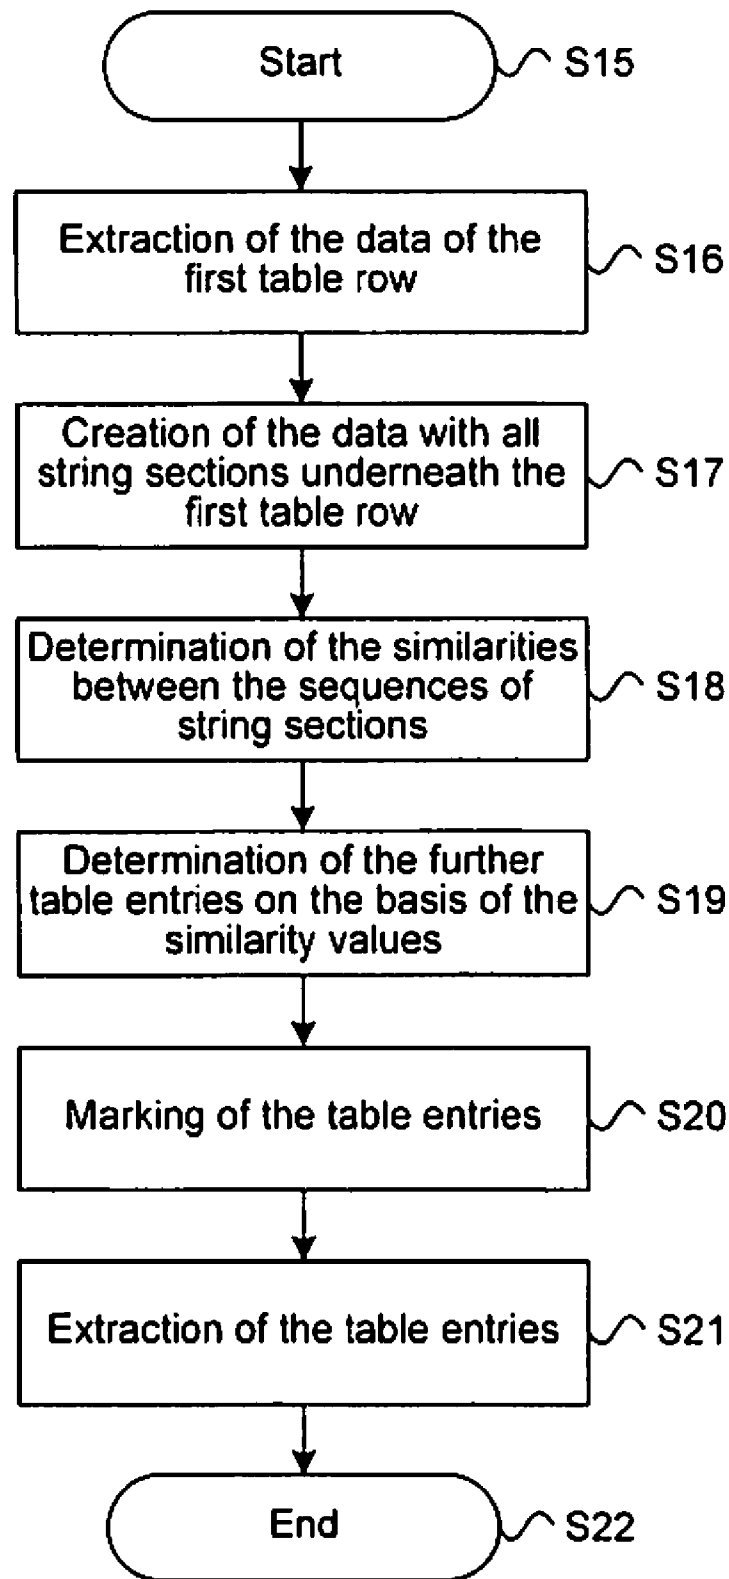 Start
S15
Extraction of the data of the
first table row
S16
Creation of the data with all
string sections underneath the
first table row
S17
Determination of the similarities
between the sequences of
string sections
S18
Determination of the further
table entries on the basis of the
similarity values
S19
Marking of the table entries
S20
Extraction of the table entries
S21
End
S22